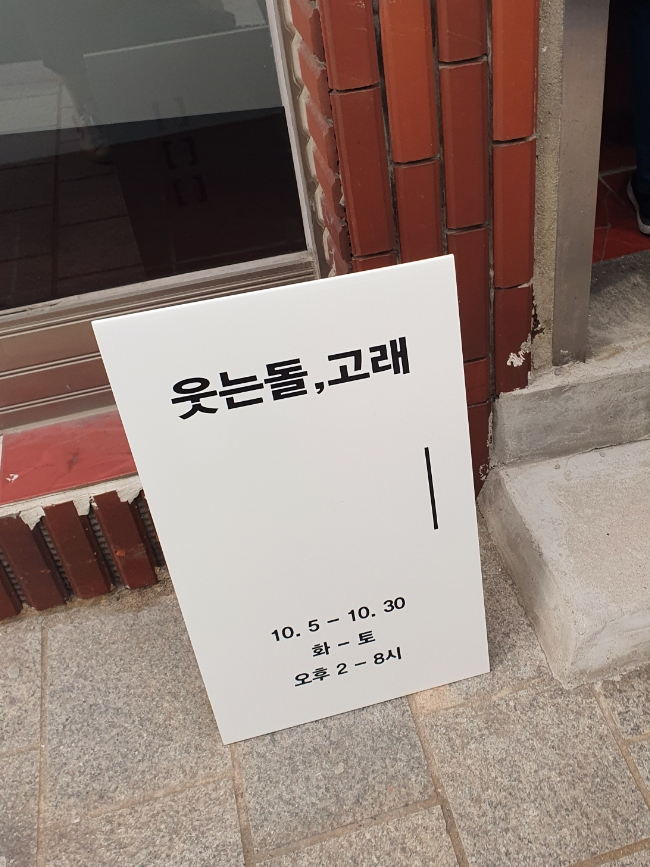 웃는돌,고래
10. 5 - 10. 30
화 - 토
오후 2 - 8시